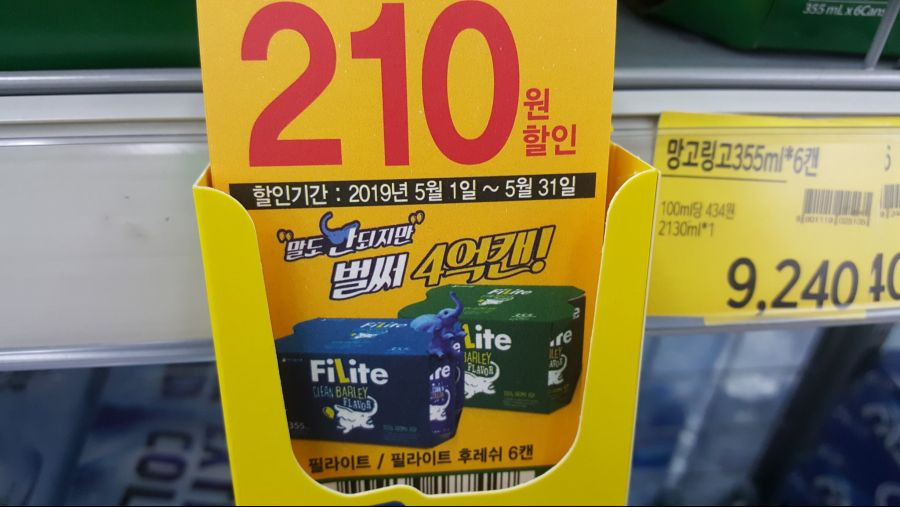 355 mL x 6Cans
210
원
할인
할인기간 : 2019년 5월 1일 ~ 5월 31일
"말도 안되지만"
벌써 4억캔!
FiLite
CLEAN BARLEY
FLAVOR
355
FiLite
BARLEY
FLAVOR
필라이트 / 필라이트 후레쉬 6캔
망고링고355ml*6캔
100ml당 434원
2130ml*1
9,240